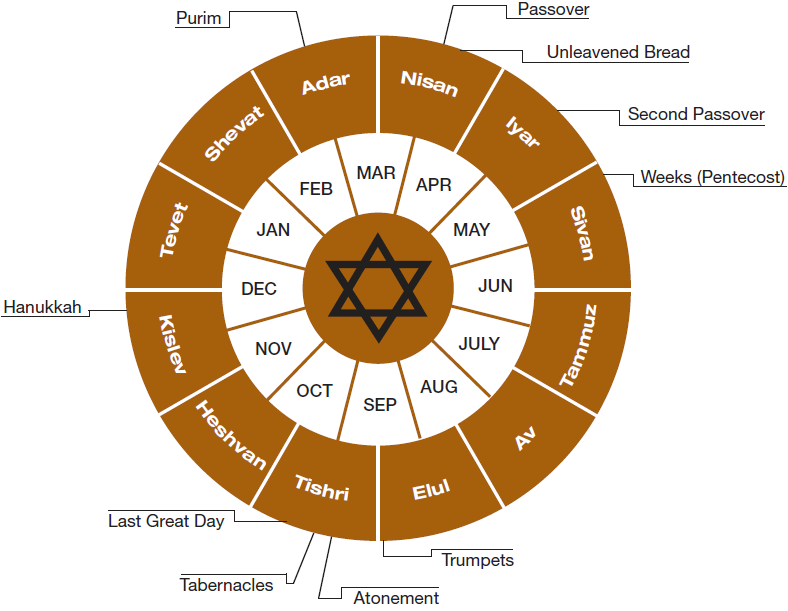 Purim
Passover
Unleavened Bread
Second Passover
Weeks (Pentecost)
Adar
Nisan
Iyar
Sivan
Tammuz
Av
Elul
Tishri
Heshvan
Kislev
Tevet
Shevat
MAR
APR
MAY
JUN
JULY
AUG
SEP
OCT
NOV
DEC
JAN
FEB
Hanukkah
Last Great Day
Tabernacles
Atonement
Trumpets